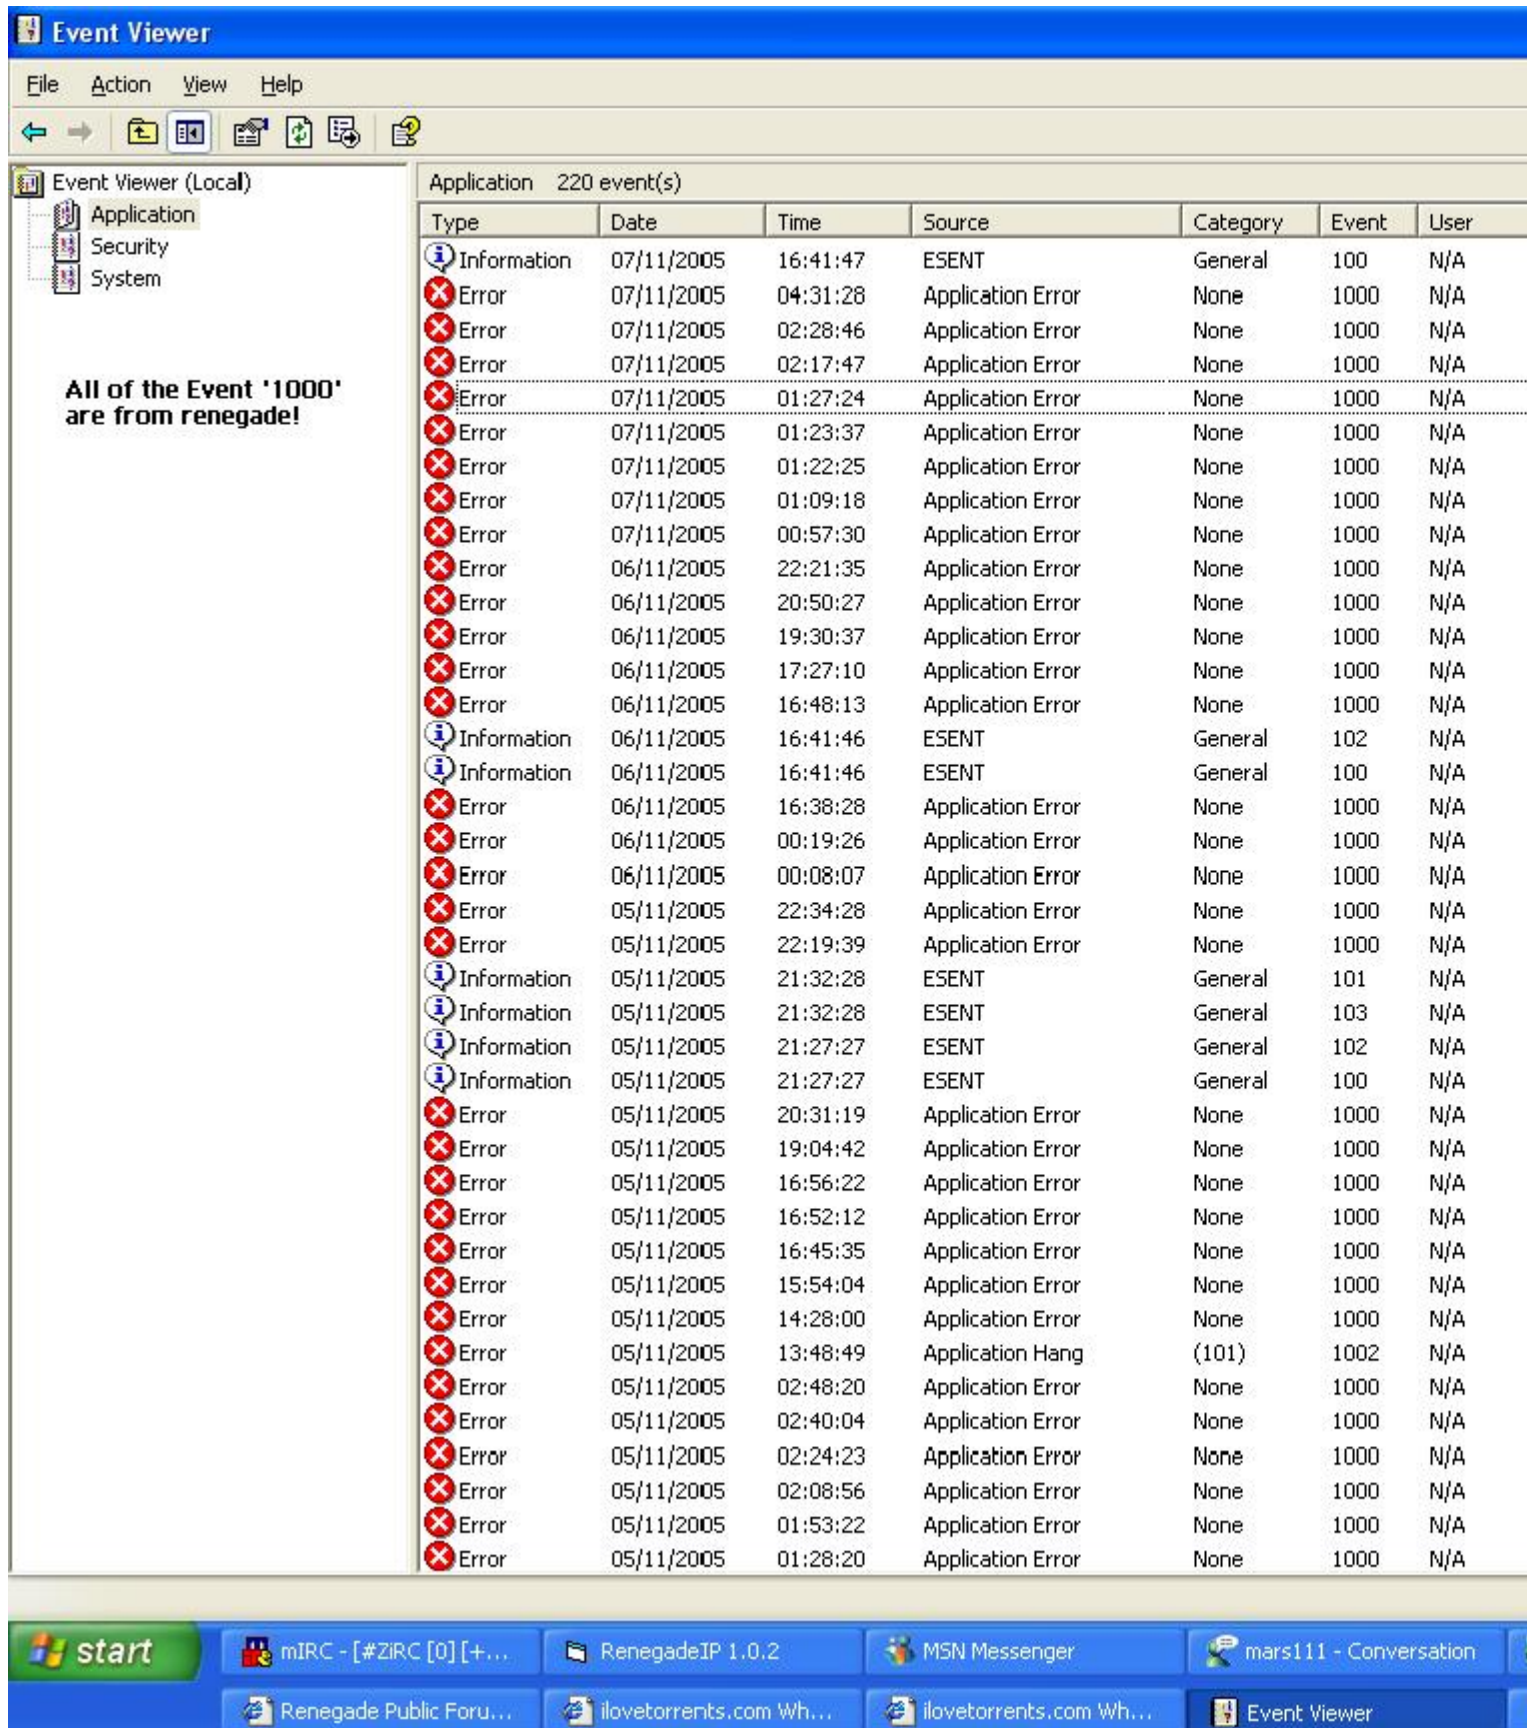 Event Viewer
File Action View Help
Event Viewer (Local)
Application
Security
System
All of the Event '1000'
are from renegade!
Application 220 event(s)
Type Date Time Source Category Event User
Information 07/11/2005 16:41:47 ESENT General 100 N/A
Error 07/11/2005 04:31:28 Application Error None 1000 N/A
Error 07/11/2005 02:28:46 Application Error None 1000 N/A
Error 07/11/2005 02:17:47 Application Error None 1000 N/A
Error 07/11/2005 01:27:24 Application Error None 1000 N/A
Error 07/11/2005 01:23:37 Application Error None 1000 N/A
Error 07/11/2005 01:22:25 Application Error None 1000 N/A
Error 07/11/2005 01:09:18 Application Error None 1000 N/A
Error 07/11/2005 00:57:30 Application Error None 1000 N/A
Error 06/11/2005 22:21:35 Application Error None 1000 N/A
Error 06/11/2005 20:50:27 Application Error None 1000 N/A
Error 06/11/2005 19:30:37 Application Error None 1000 N/A
Error 06/11/2005 17:27:10 Application Error None 1000 N/A
Error 06/11/2005 16:48:13 Application Error None 1000 N/A
Information 06/11/2005 16:41:46 ESENT General 102 N/A
Information 06/11/2005 16:41:46 ESENT General 100 N/A
Error 06/11/2005 16:38:28 Application Error None 1000 N/A
Error 06/11/2005 00:19:26 Application Error None 1000 N/A
Error 06/11/2005 00:08:07 Application Error None 1000 N/A
Error 05/11/2005 22:34:28 Application Error None 1000 N/A
Error 05/11/2005 22:19:39 Application Error None 1000 N/A
Information 05/11/2005 21:32:28 ESENT General 101 N/A
Information 05/11/2005 21:32:28 ESENT General 103 N/A
Information 05/11/2005 21:27:27 ESENT General 102 N/A
Information 05/11/2005 21:27:27 ESENT General 100 N/A
Error 05/11/2005 20:31:19 Application Error None 1000 N/A
Error 05/11/2005 19:04:42 Application Error None 1000 N/A
Error 05/11/2005 16:56:22 Application Error None 1000 N/A
Error 05/11/2005 16:52:12 Application Error None 1000 N/A
Error 05/11/2005 16:45:35 Application Error None 1000 N/A
Error 05/11/2005 15:54:04 Application Error None 1000 N/A
Error 05/11/2005 14:28:00 Application Error None 1000 N/A
Error 05/11/2005 13:48:49 Application Hang (101) 1002 N/A
Error 05/11/2005 02:48:20 Application Error None 1000 N/A
Error 05/11/2005 02:40:04 Application Error None 1000 N/A
Error 05/11/2005 02:24:23 Application Error None 1000 N/A
Error 05/11/2005 02:08:56 Application Error None 1000 N/A
Error 05/11/2005 01:53:22 Application Error None 1000 N/A
Error 05/11/2005 01:28:20 Application Error None 1000 N/A
start mIRC - [#ZiRC [0] [+... RenegadeIP 1.0.2 MSN Messenger mars111 - Conversation
Renegade Public Foru... ilovetorrents.com Wh... ilovetorrents.com Wh... Event Viewer